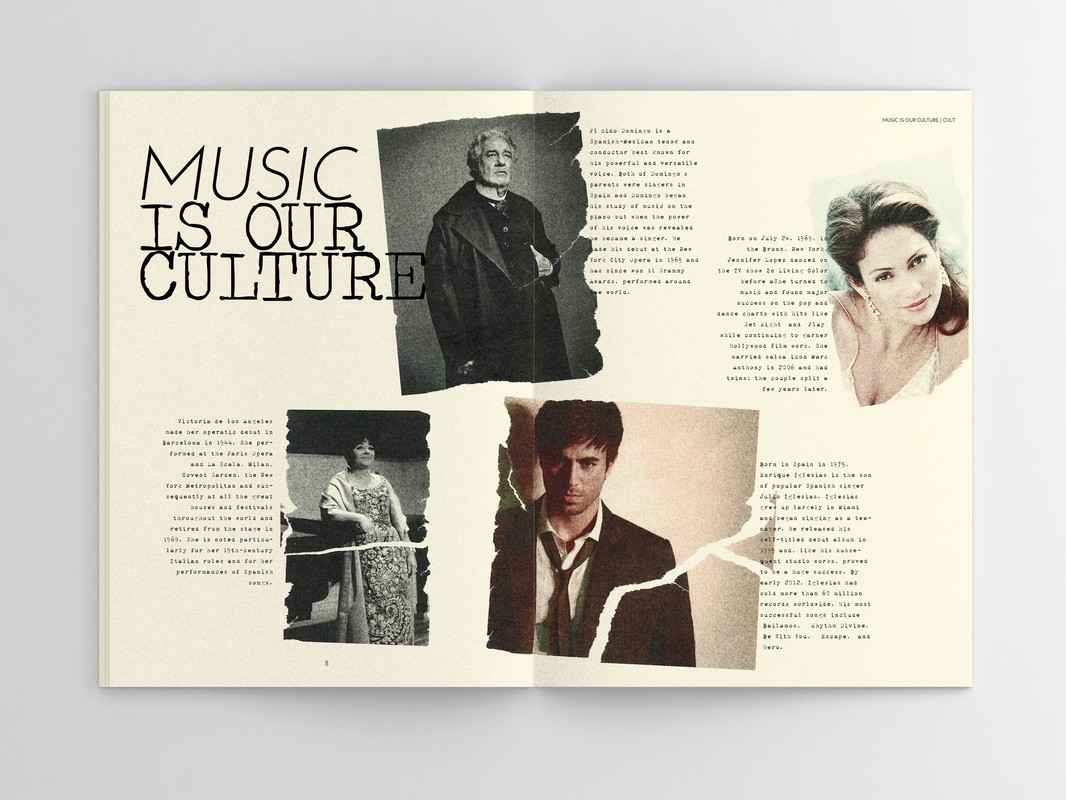 MUSIC
IS OUR
CULTURE
MUSIC IS OUR CULTURE | CULT
Pl cido Domingo is a
Spanish-Mexican tenor and
conductor best known for
his powerful and versatile
voice. Both of Domingo s
parents were singers in
Spain and Domingo began
his study of music on the
piano but when the power
of his voice was revealed
he became a singer. He
made his debut at the New
York City Opera in 1965 and
has since won 11 Grammy
Awards, performed around
the world.
Born on July 24, 1969, in
the Bronx, New York,
Jennifer Lopez danced on
the TV show In Living Color
before aShe turned to
music and found major
success on the pop and
dance charts with hits like
Get Right and Play
while continuing to garner
Hollywood film work. She
married salsa icon Marc
Anthony in 2006 and had
twins; the couple split a
few years later.
Victoria de los Angeles
made her operatic debut in
Barcelona in 1944. She per-
formed at the Paris Opera
and La Scala, Milan,
Covent Garden, the New
York Metropolitan and sub-
sequently at all the great
houses and festivals
throughout the world and
retired from the stage in
1969. She is noted particu-
larly for her 19th-century
Italian roles and for her
performances of Spanish
songs.
Born in Spain in 1975,
Enrique Iglesias is the son
of popular Spanish singer
Julio Iglesias. Iglesias
grew up largely in Miami
and began singing as a tee-
nager. He released his
self-titled debut album in
1995 and, like his subse-
quent studio works, proved
to be a huge success. By
early 2012, Iglesias had
sold more than 60 million
records worldwide. His most
successful songs include
Bailamos, Rhythm Divine,
Be With You, Escape, and
Hero.
8